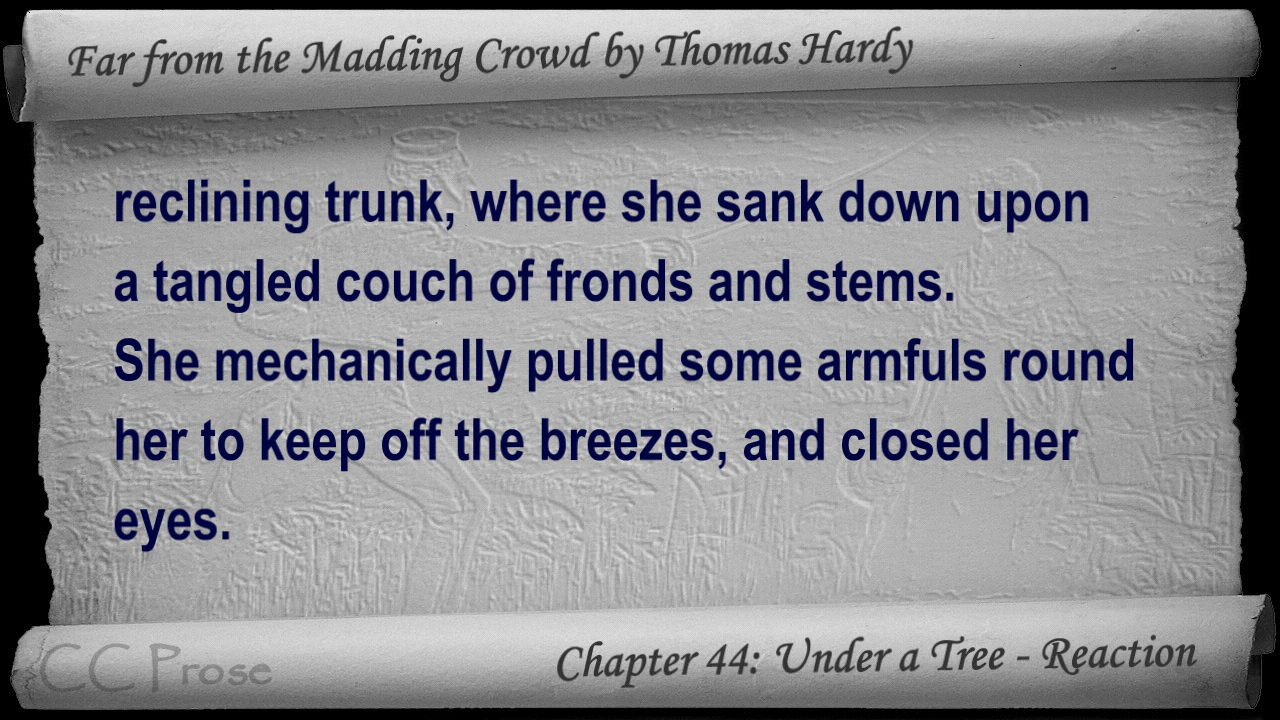 Far from the Madding Crowd by Thomas Hardy
reclining trunk, where she sank down upon
a tangled couch of fronds and stems.
She mechanically pulled some armfuls round
her to keep off the breezes, and closed her
eyes.
CC Prose
Chapter 44: Under a Tree - Reaction